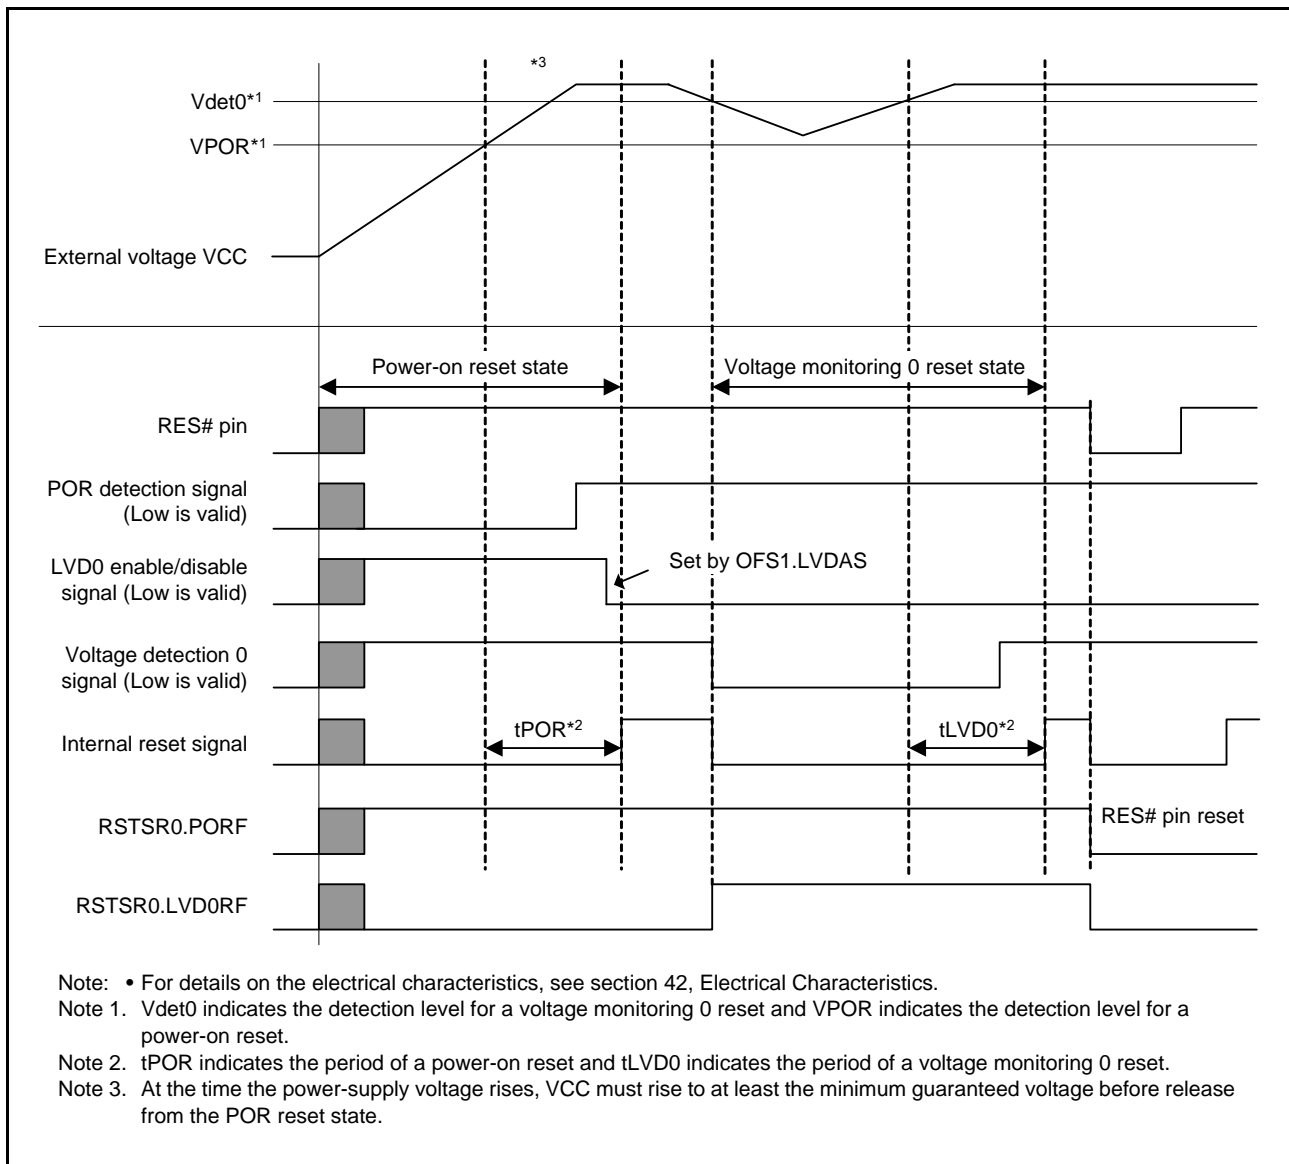 *3
Vdet0*1
VPOR*1
External voltage VCC
Power-on reset state
Voltage monitoring 0 reset state
RES# pin
POR detection signal
(Low is valid)
LVD0 enable/disable
signal (Low is valid)
Set by OFS1.LVDAS
Voltage detection 0
signal (Low is valid)
tPOR*2
tLVD0*2
Internal reset signal
RSTSR0.PORF
RES# pin reset
RSTSR0.LVD0RF
Note: • For details on the electrical characteristics, see section 42, Electrical Characteristics.
Note 1. Vdet0 indicates the detection level for a voltage monitoring 0 reset and VPOR indicates the detection level for a
power-on reset.
Note 2. tPOR indicates the period of a power-on reset and tLVD0 indicates the period of a voltage monitoring 0 reset.
Note 3. At the time the power-supply voltage rises, VCC must rise to at least the minimum guaranteed voltage before release
from the POR reset state.